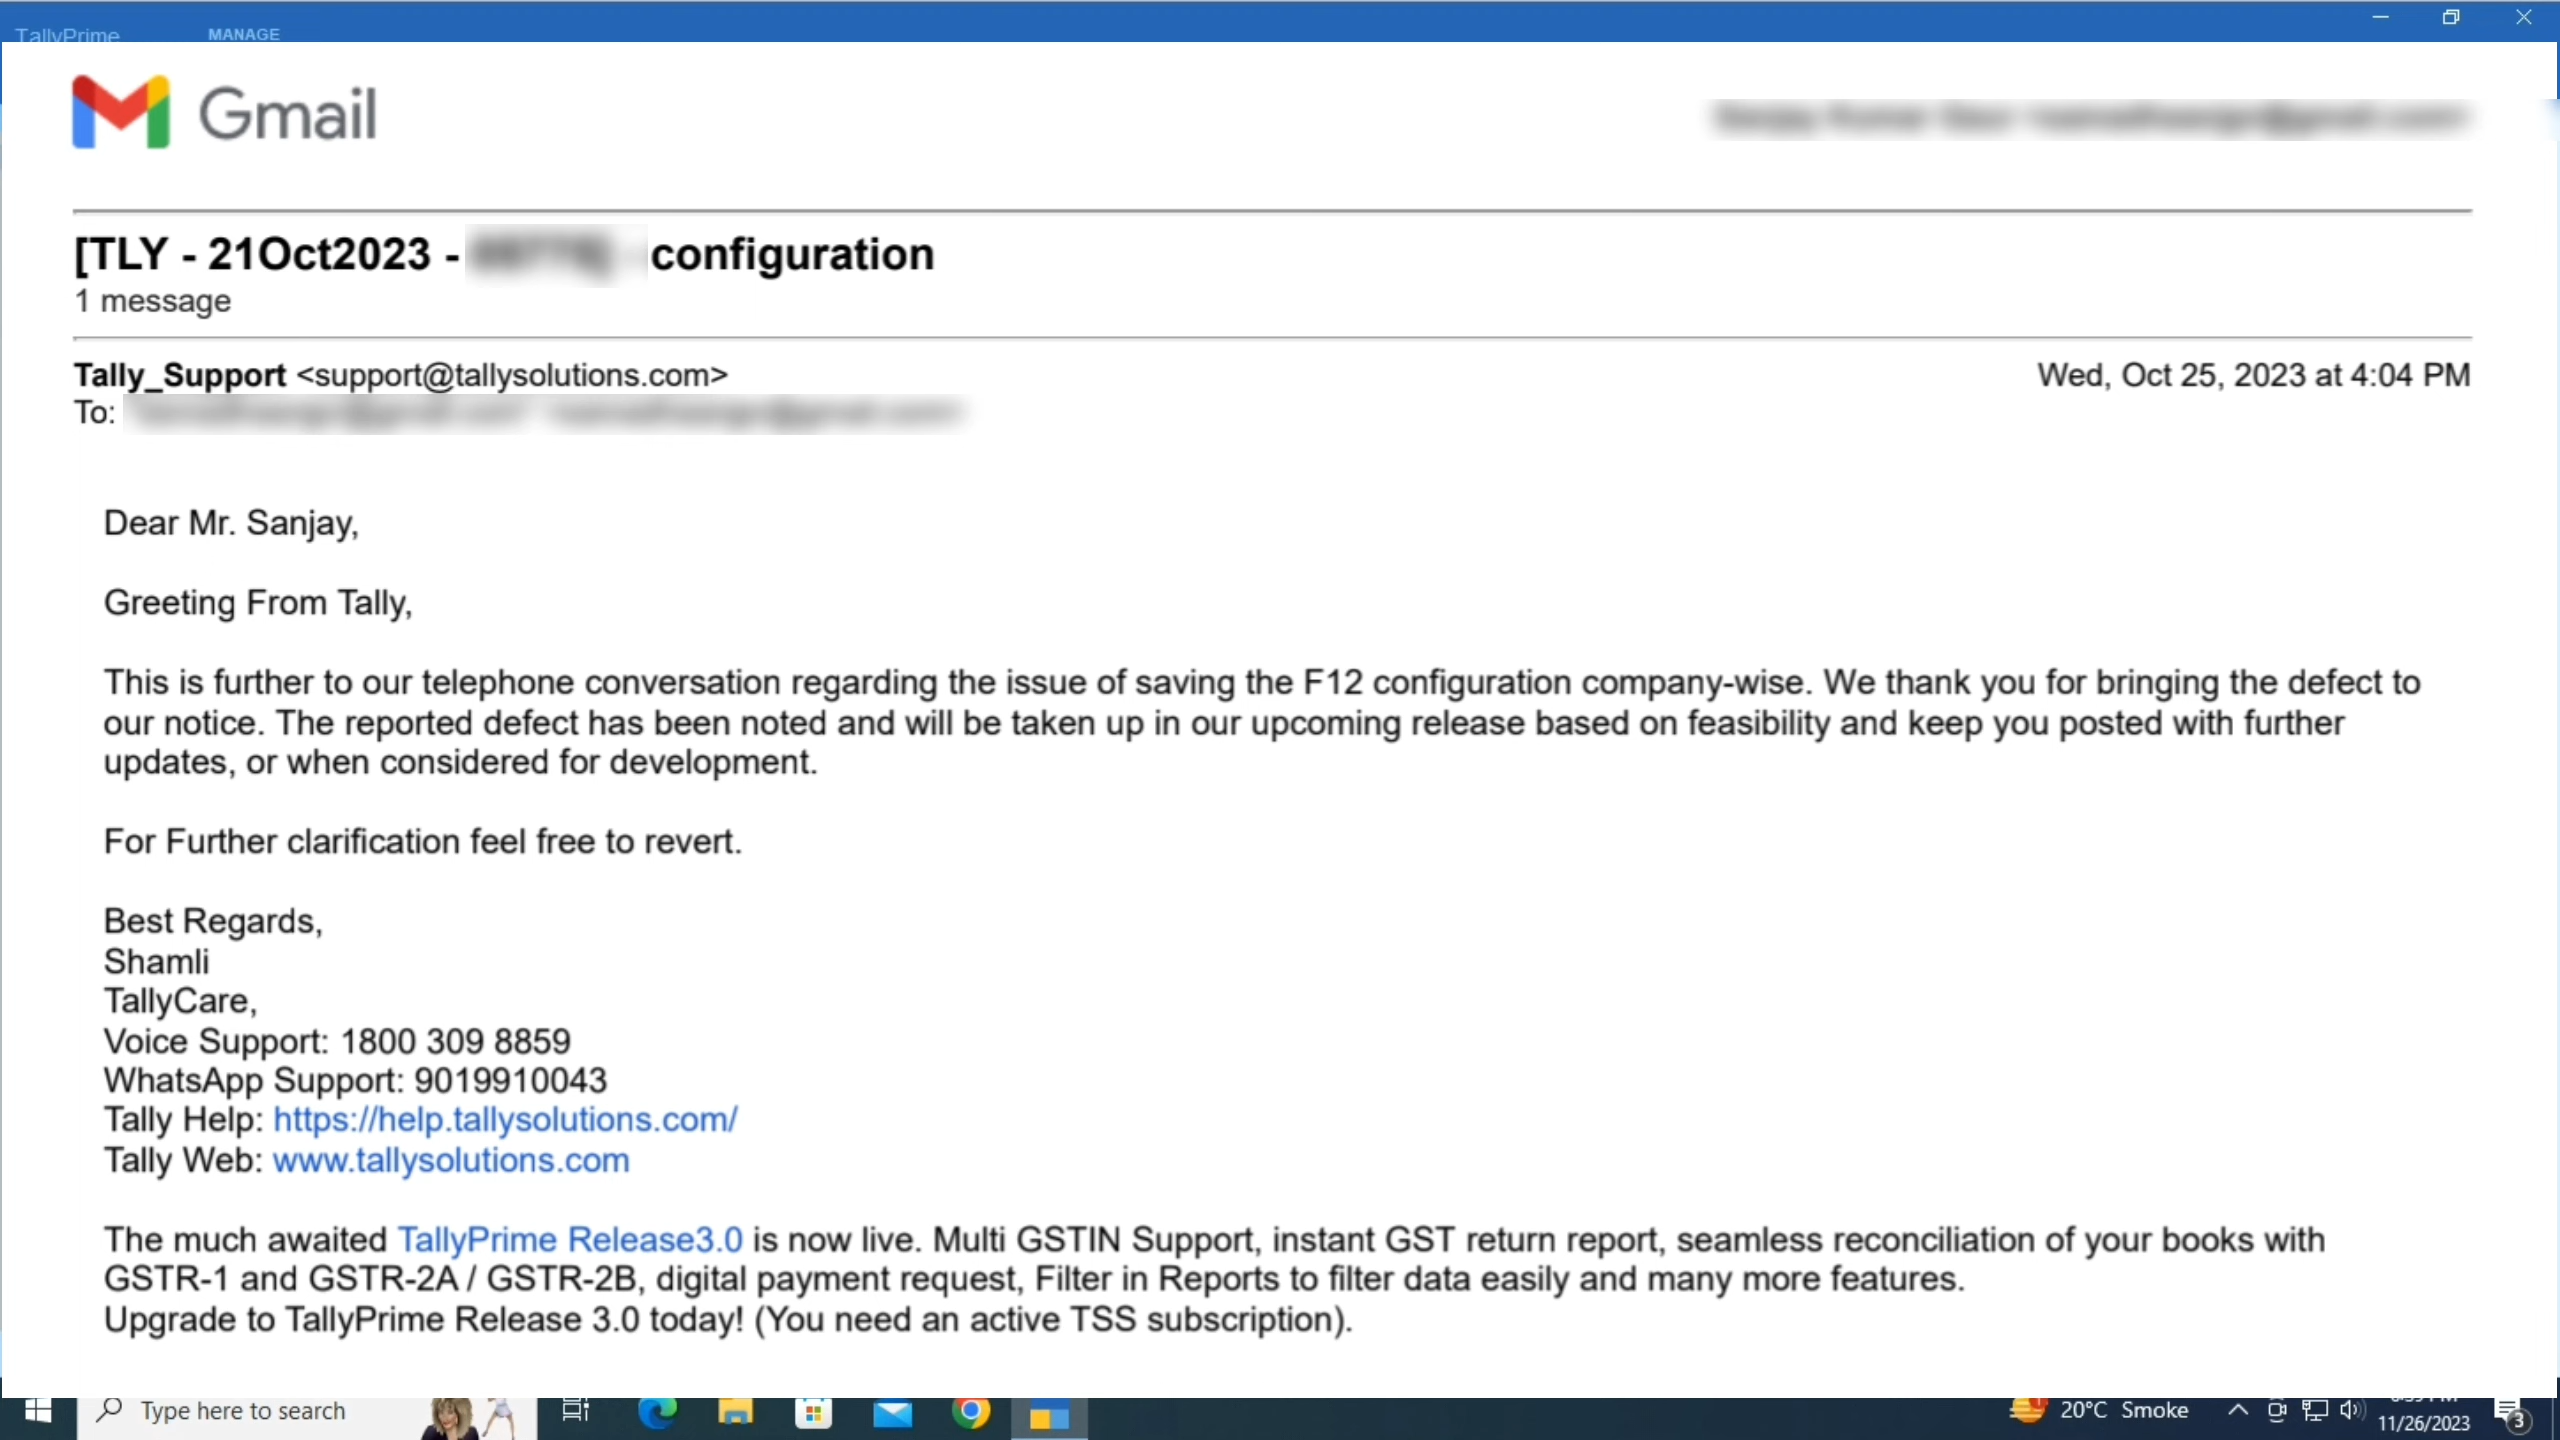 TallyPrime MANAGE
Gmail
[TLY - 21Oct2023 - configuration
1 message
Tally_Support <support@tallysolutions.com> Wed, Oct 25, 2023 at 4:04 PM
To:
Dear Mr. Sanjay,
Greeting From Tally,
This is further to our telephone conversation regarding the issue of saving the F12 configuration company-wise. We thank you for bringing the defect to
our notice. The reported defect has been noted and will be taken up in our upcoming release based on feasibility and keep you posted with further
updates, or when considered for development.
For Further clarification feel free to revert.
Best Regards,
Shamli
TallyCare,
Voice Support: 1800 309 8859
WhatsApp Support: 9019910043
Tally Help: https://help.tallysolutions.com/
Tally Web: www.tallysolutions.com
The much awaited TallyPrime Release3.0 is now live. Multi GSTIN Support, instant GST return report, seamless reconciliation of your books with
GSTR-1 and GSTR-2A / GSTR-2B, digital payment request, Filter in Reports to filter data easily and many more features.
Upgrade to TallyPrime Release 3.0 today! (You need an active TSS subscription).
Type here to search 20°C Smoke
11/26/2023 3